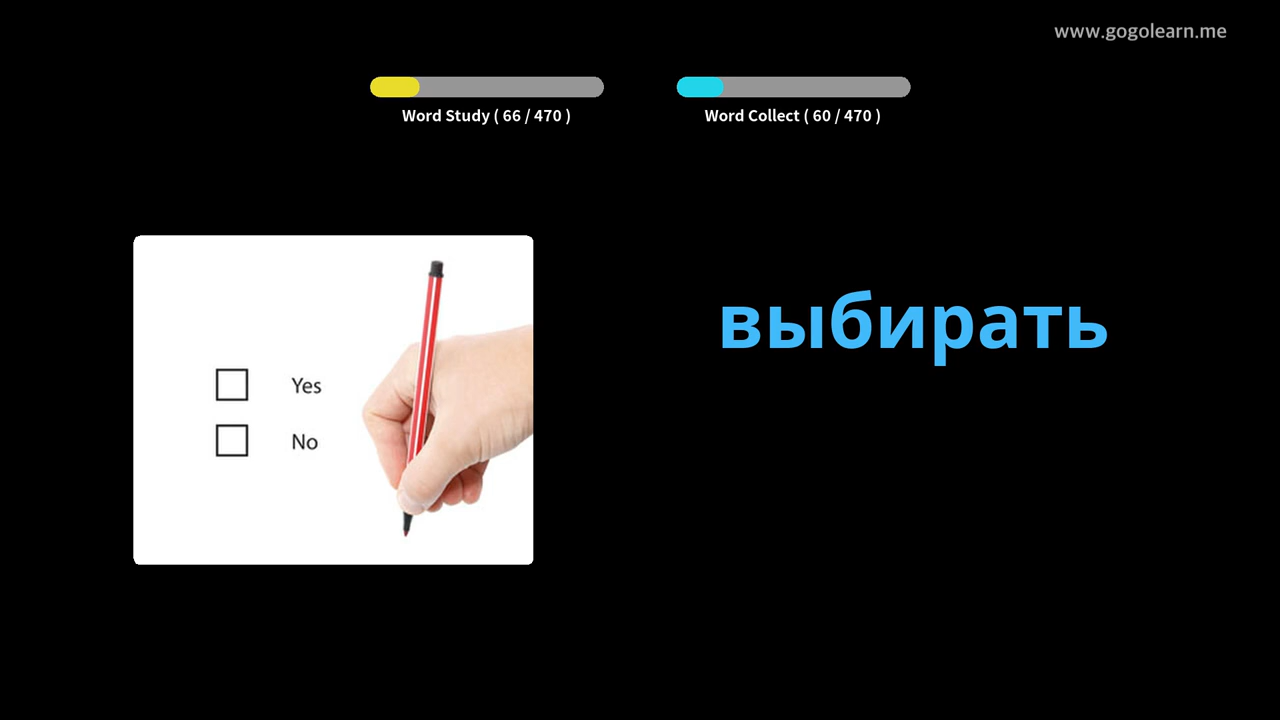 www.gogolearn.me
Word Study ( 66 / 470 )
Word Collect ( 60 / 470 )
Yes
No
выбирать